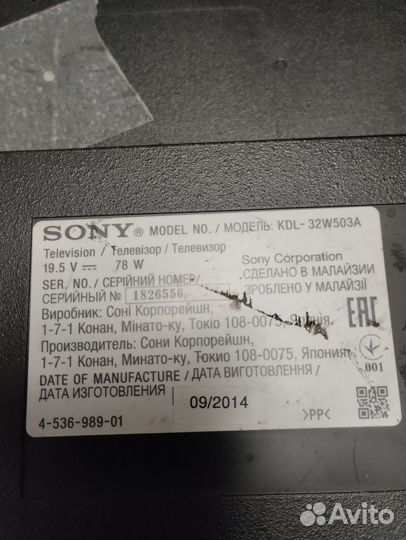 SONY® MODEL NO. / МОДЕЛЬ: KDL-32W503A
Television / Телевізор / Телевизор
19.5 V 78 W
Sony Corporation
СДЕЛАНО В МАЛАЙЗИИ
ЗРОБЛЕНО У МАЛАЙЗІЇ
SER. NO. / СЕРІЙНИЙ НОМЕР/
СЕРИЙНЫЙ № 1826556
EAC
Виробник: Соні Корпорейшн,
1-7-1 Конан, Мінато-ку, Токіо 108-0075, Японія
Производитель: Сони Корпорейшн,
1-7-1 Конан, Минато-ку, Токио 108-0075, Япония
001
DATE OF MANUFACTURE / ДАТА ВИГОТОВЛЕННЯ /
ДАТА ИЗГОТОВЛЕНИЯ
09/2014
4-536-989-01
>PP<
Avito